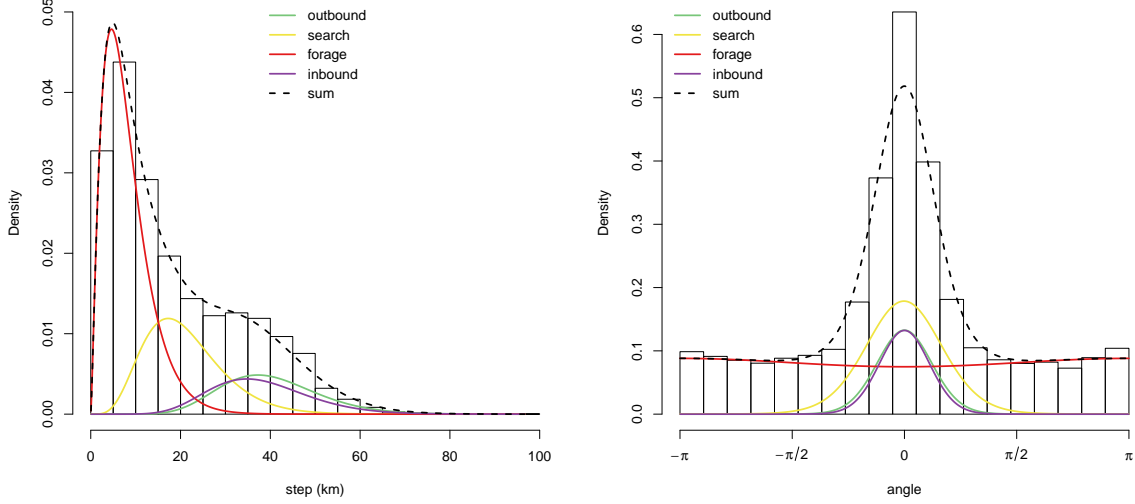 outbound
search
forage
inbound
sum
Density
0.00
0.01
0.02
0.03
0.04
0.05
0 20 40 60 80 100
step (km)
outbound
search
forage
inbound
sum
Density
0.0
0.1
0.2
0.3
0.4
0.5
0.6
−π −π/2 0 π/2 π
angle